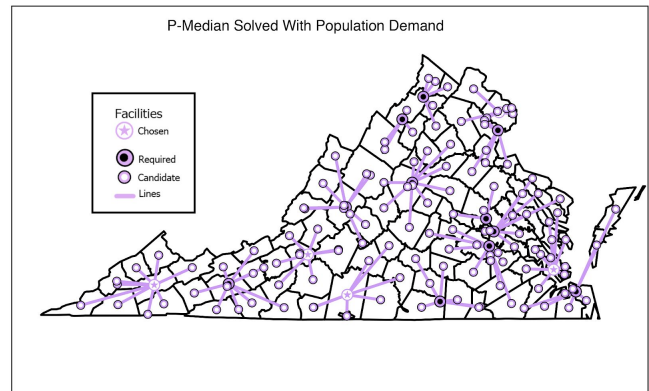 P-Median Solved With Population Demand
Facilities
Chosen
Required
Candidate
Lines